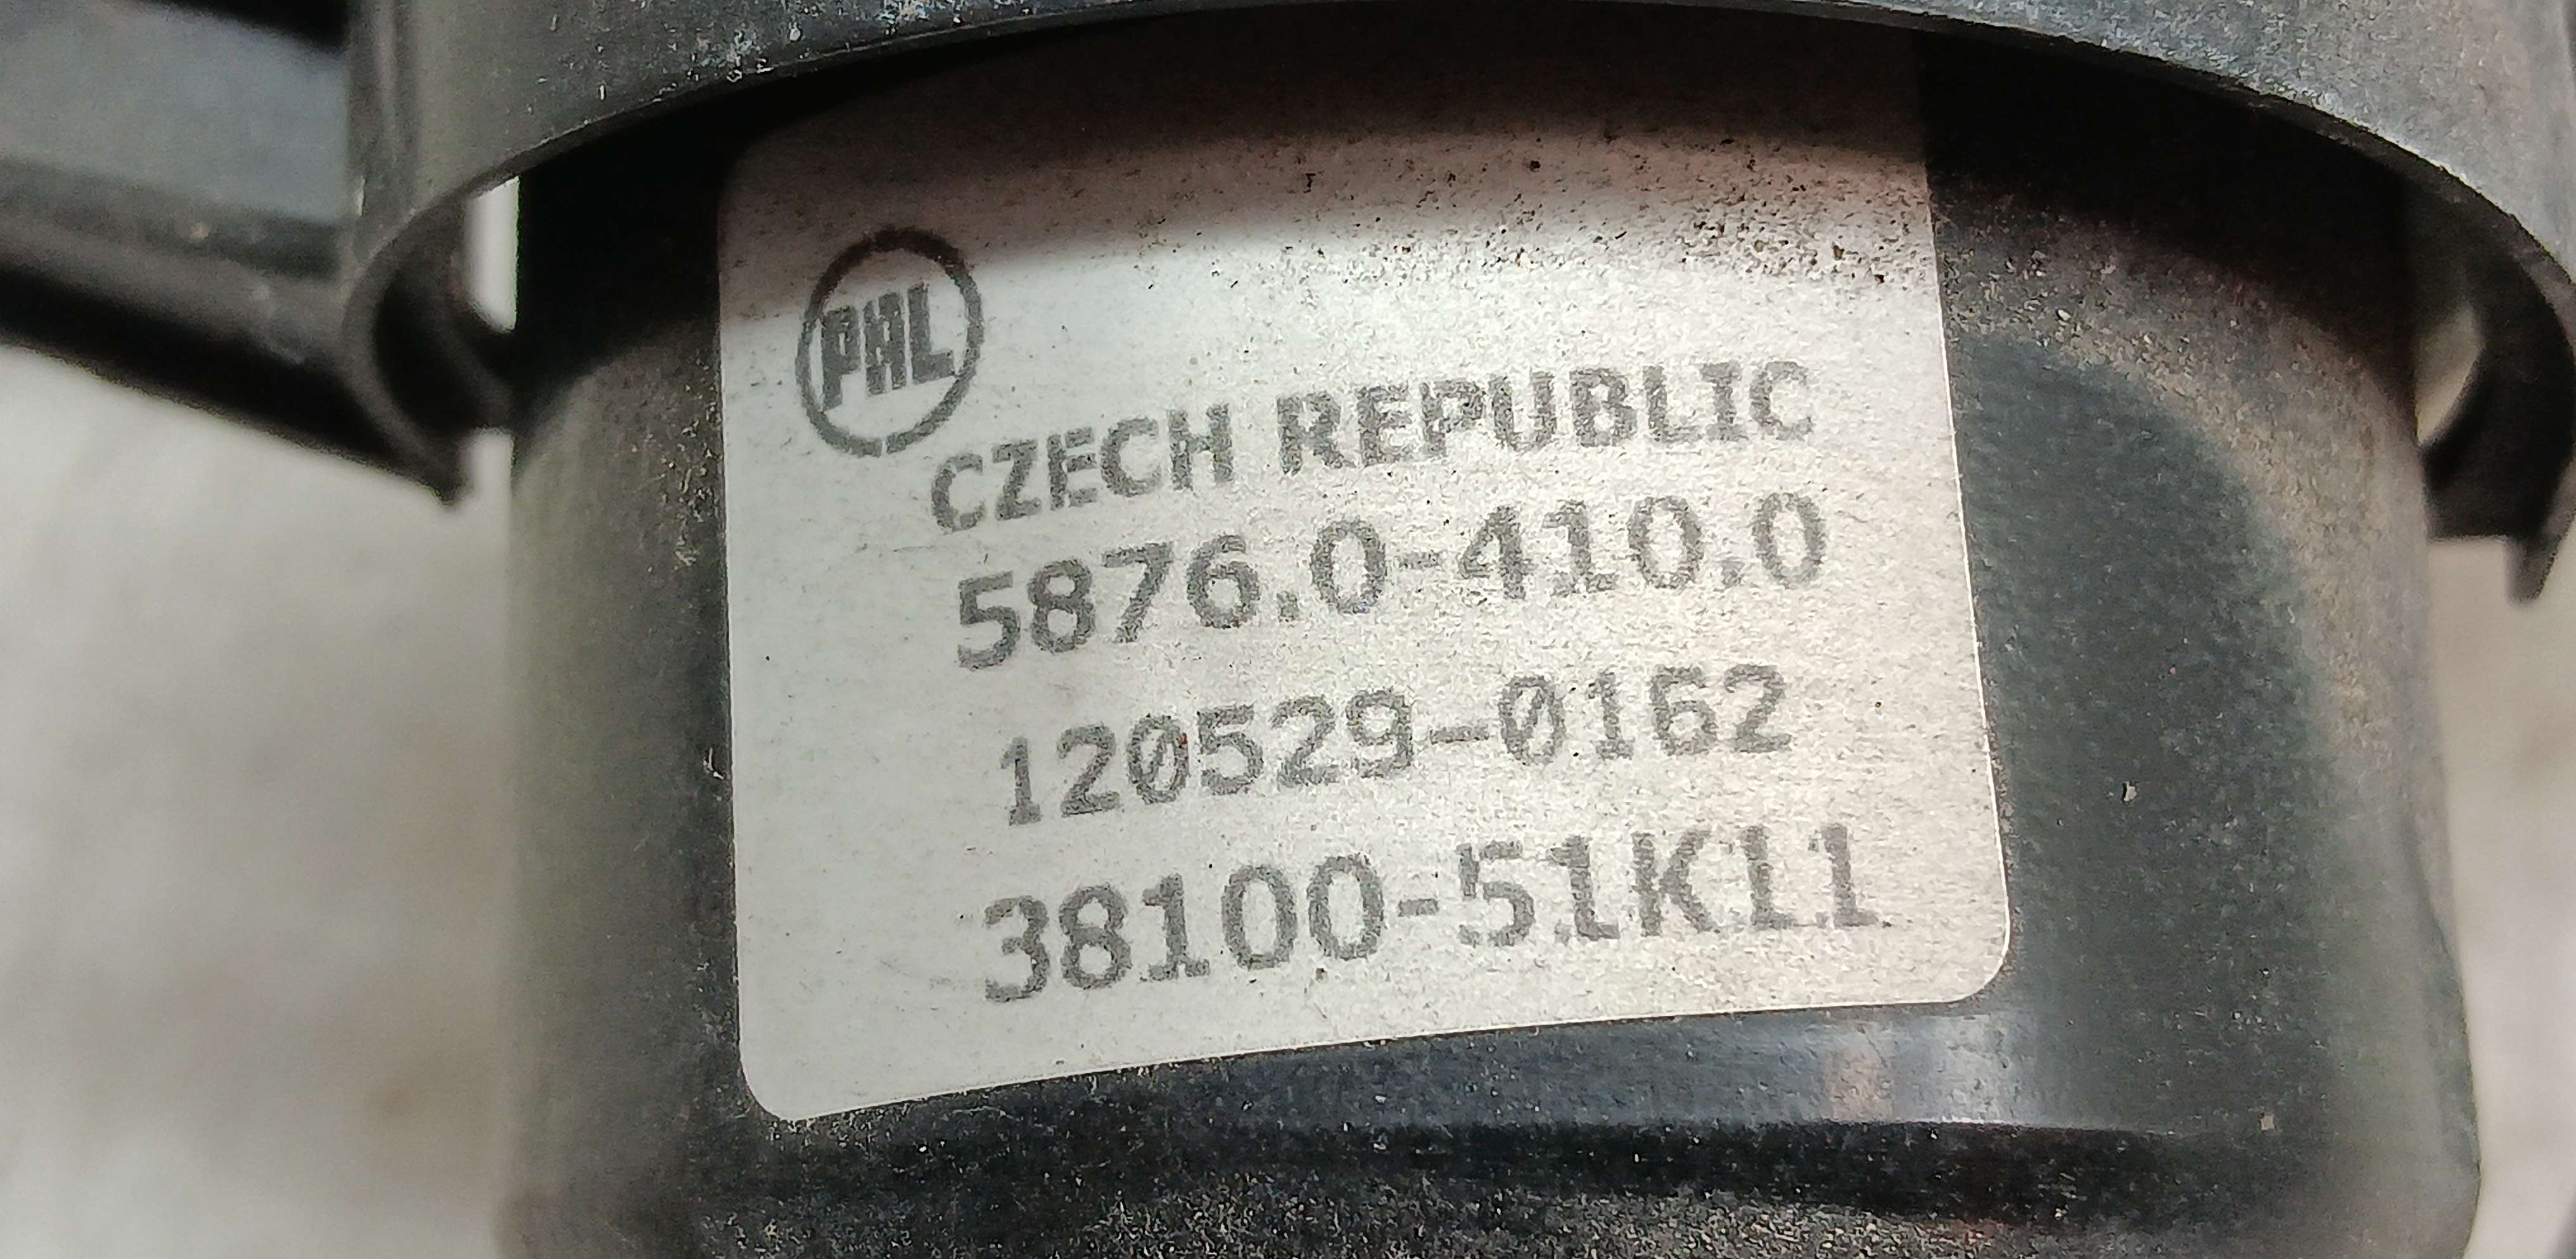 PAL
CZECH REPUBLIC
5876.0-410.0
120529-0162
38100-51K11